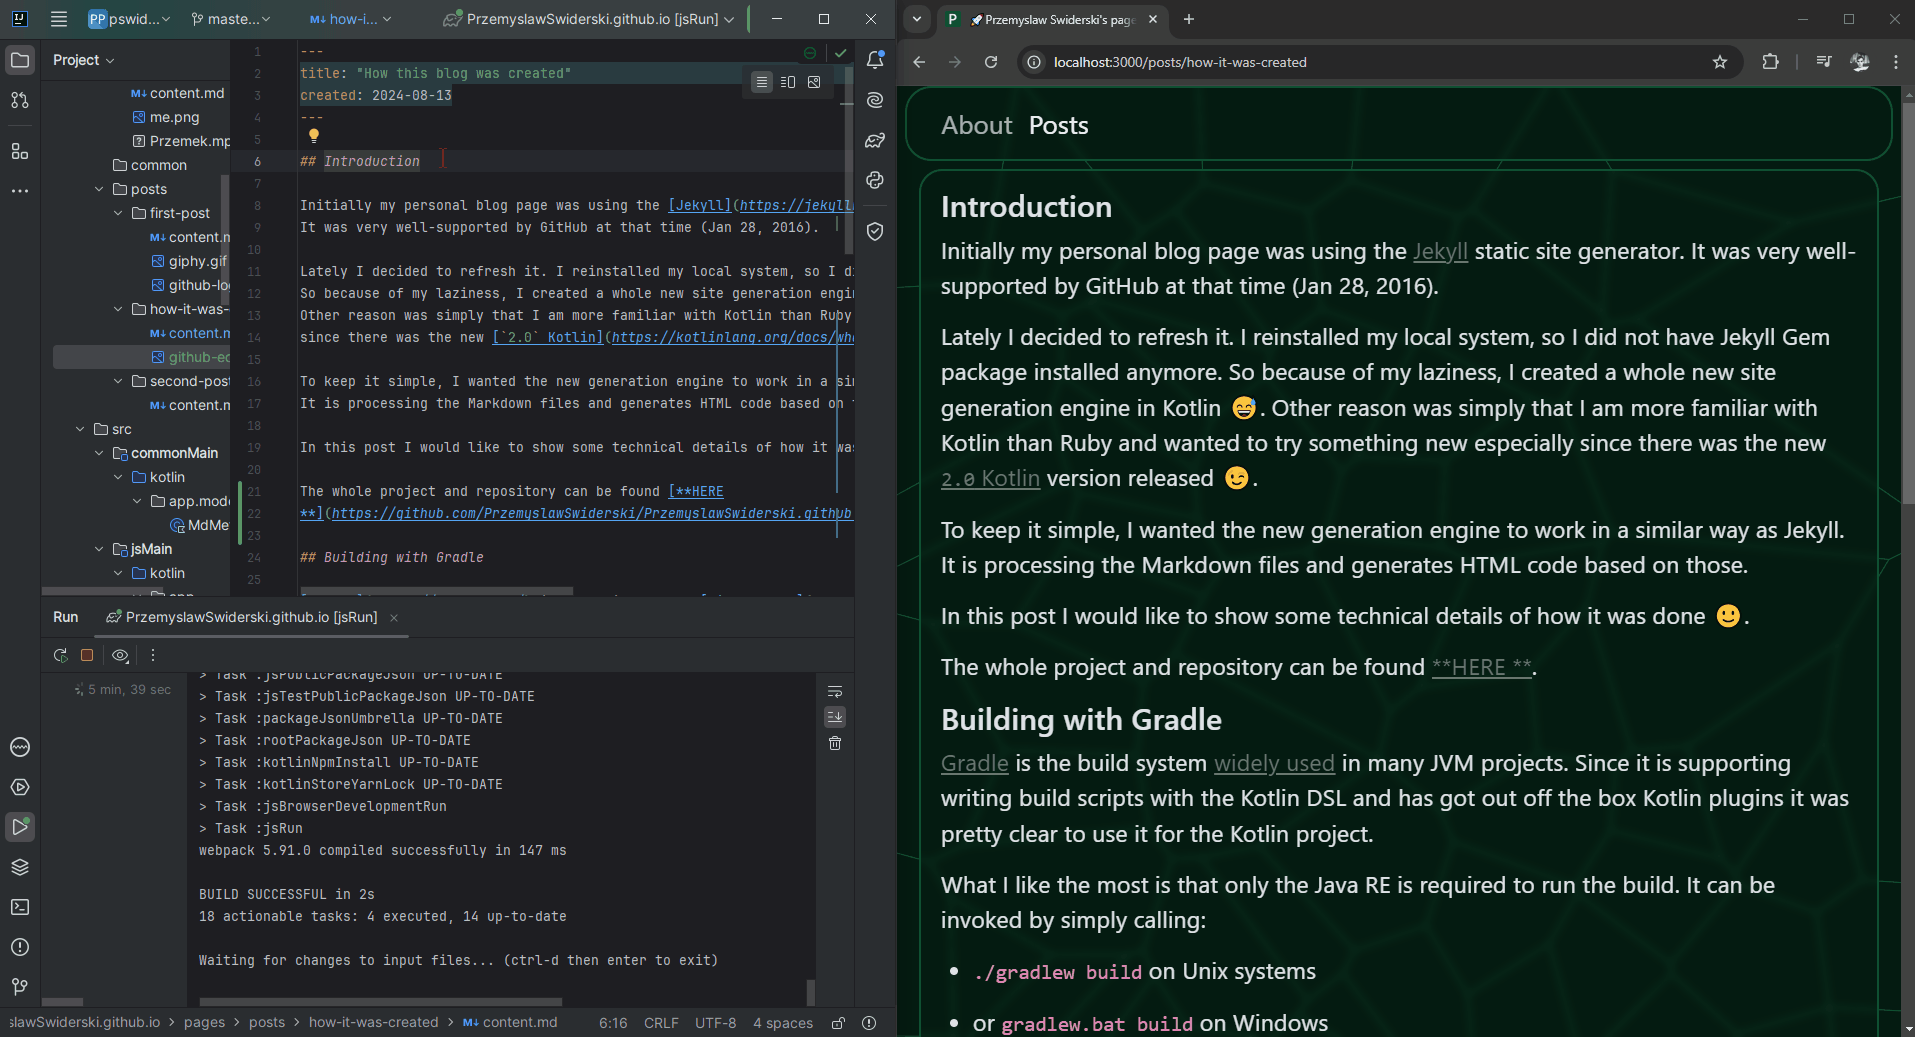 PP pswid...
maste...
how-i...
PrzemyslawSwiderski.github.io [jsRun]
Project
content.md
me.png
Przemek.mp
common
posts
first-post
content.m
giphy.gif
github-lo
how-it-was-
content.m
github-ed
second-post
content.m
src
commonMain
kotlin
app.mode
MdMe
jsMain
kotlin
1 ---
2 title: "How this blog was created"
3 created: 2024-08-13
4 ---
5
6 ## Introduction
7
8 Initially my personal blog page was using the [Jekyll](https://jekyll
9 It was very well-supported by GitHub at that time (Jan 28, 2016).
10
11 Lately I decided to refresh it. I reinstalled my local system, so I di
12 So because of my laziness, I created a whole new site generation engin
13 Other reason was simply that I am more familiar with Kotlin than Ruby
14 since there was the new [`2.0` Kotlin](https://kotlinlang.org/docs/wh
15
16 To keep it simple, I wanted the new generation engine to work in a sim
17 It is processing the Markdown files and generates HTML code based on
18
19 In this post I would like to show some technical details of how it was
20
21 The whole project and repository can be found [**HERE
22 **](https://github.com/PrzemyslawSwiderski/PrzemyslawSwiderski.github
23
24 ## Building with Gradle
25
Run PrzemyslawSwiderski.github.io [jsRun]
5 min, 39 sec
> Task :jsPublicPackageJson UP-TO-DATE
> Task :jsTestPublicPackageJson UP-TO-DATE
> Task :packageJsonUmbrella UP-TO-DATE
> Task :rootPackageJson UP-TO-DATE
> Task :kotlinNpmInstall UP-TO-DATE
> Task :kotlinStoreYarnLock UP-TO-DATE
> Task :jsBrowserDevelopmentRun
> Task :jsRun
webpack 5.91.0 compiled successfully in 147 ms
BUILD SUCCESSFUL in 2s
18 actionable tasks: 4 executed, 14 up-to-date
Waiting for changes to input files... (ctrl-d then enter to exit)
slawSwiderski.github.io > pages > posts > how-it-was-created > content.md 6:16 CRLF UTF-8 4 spaces
P 🚀Przemyslaw Swiderski's page
localhost:3000/posts/how-it-was-created
About Posts
Introduction
Initially my personal blog page was using the Jekyll static site generator. It was very well-
supported by GitHub at that time (Jan 28, 2016).
Lately I decided to refresh it. I reinstalled my local system, so I did not have Jekyll Gem
package installed anymore. So because of my laziness, I created a whole new site
generation engine in Kotlin 😅. Other reason was simply that I am more familiar with
Kotlin than Ruby and wanted to try something new especially since there was the new
2.0 Kotlin version released 😉.
To keep it simple, I wanted the new generation engine to work in a similar way as Jekyll.
It is processing the Markdown files and generates HTML code based on those.
In this post I would like to show some technical details of how it was done 🙂.
The whole project and repository can be found **HERE **.
Building with Gradle
Gradle is the build system widely used in many JVM projects. Since it is supporting
writing build scripts with the Kotlin DSL and has got out off the box Kotlin plugins it was
pretty clear to use it for the Kotlin project.
What I like the most is that only the Java RE is required to run the build. It can be
invoked by simply calling:
• ./gradlew build on Unix systems
• or gradlew.bat build on Windows